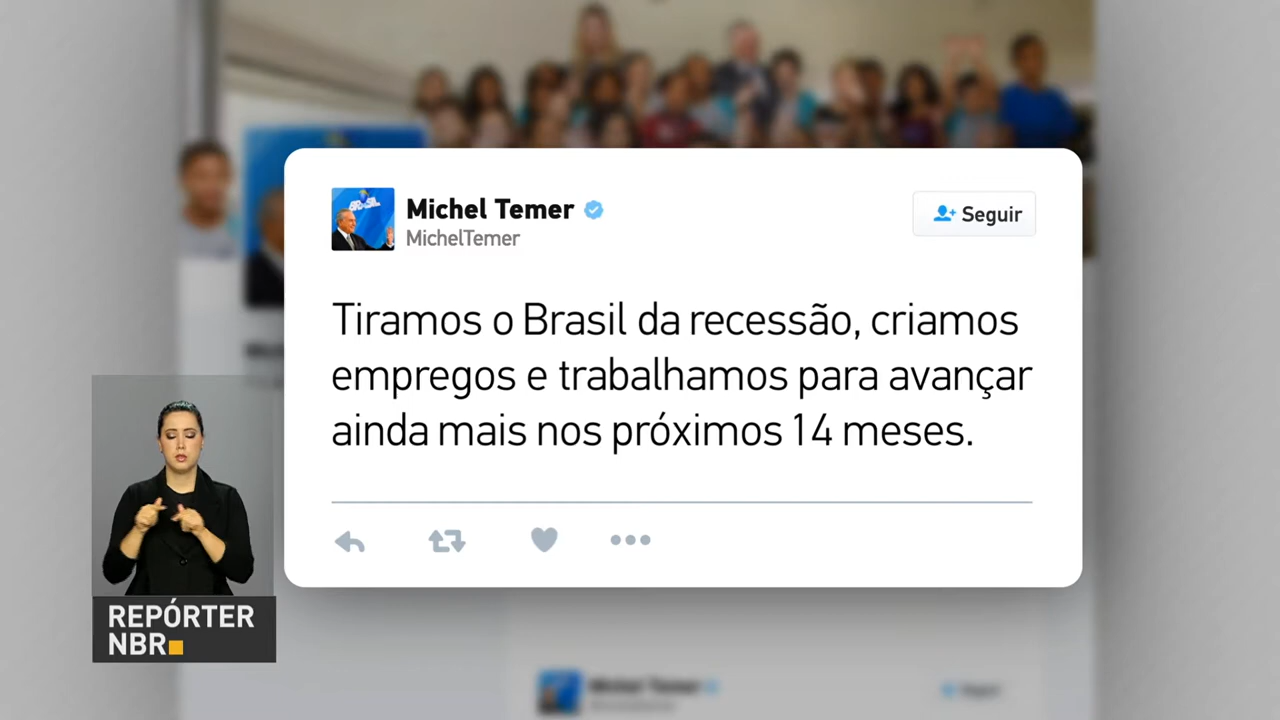 Michel Temer
MichelTemer
Seguir
Tiramos o Brasil da recessão, criamos
empregos e trabalhamos para avançar
ainda mais nos próximos 14 meses.
REPÓRTER
NBR